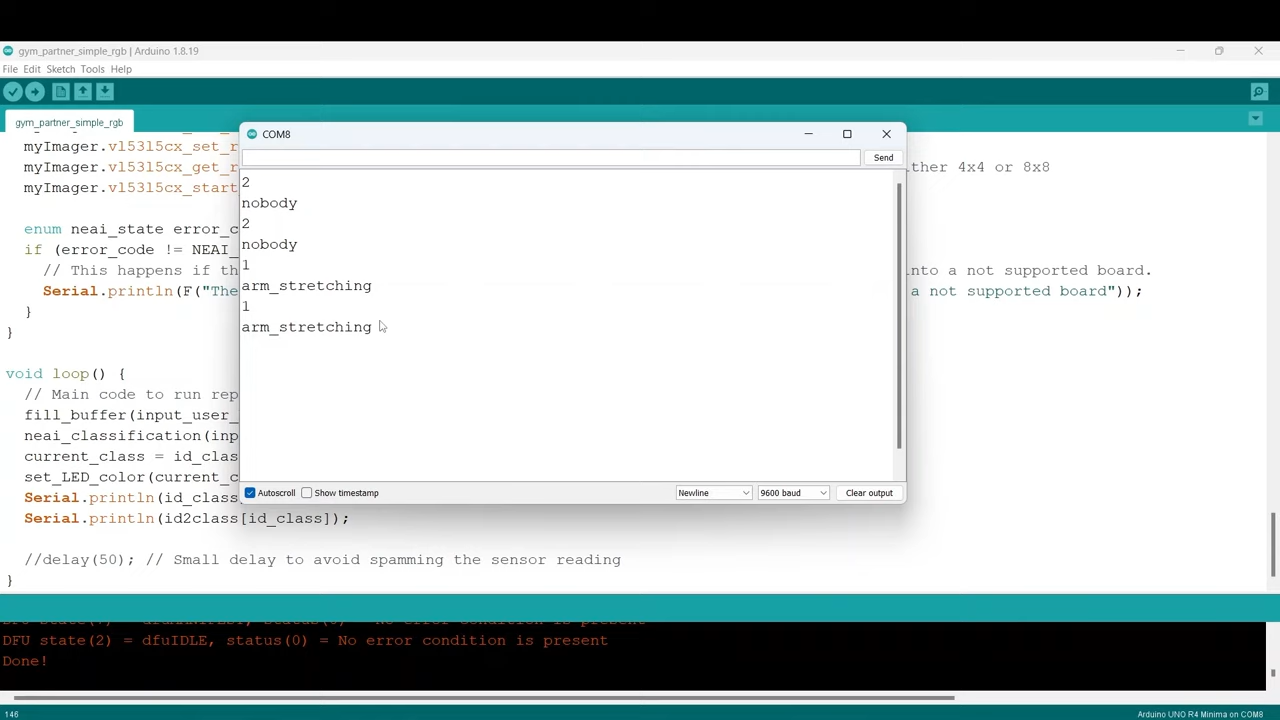 gym_partner_simple_rgb | Arduino 1.8.19
File Edit Sketch Tools Help
gym_partner_simple_rgb
myImager.vl53l5cx_set_r
myImager.vl53l5cx_get_r ther 4x4 or 8x8
myImager.vl53l5cx_start
enum neai_state error_c
if (error_code != NEAI_
// This happens if th nto a not supported board.
Serial.println(F("The a not supported board"));
}
}
void loop() {
// Main code to run rep
fill_buffer(input_user_
neai_classification(inp
current_class = id_clas
set_LED_color(current_c
Serial.println(id_class
Serial.println(id2class[id_class]);
//delay(50); // Small delay to avoid spamming the sensor reading
}
COM8
Send
2
nobody
2
nobody
1
arm_stretching
1
arm_stretching
Autoscroll Show timestamp Newline 9600 baud Clear output
DFU state(2) = dfuIDLE, status(0) = No error condition is present
Done!
146 Arduino UNO R4 Minima on COM8